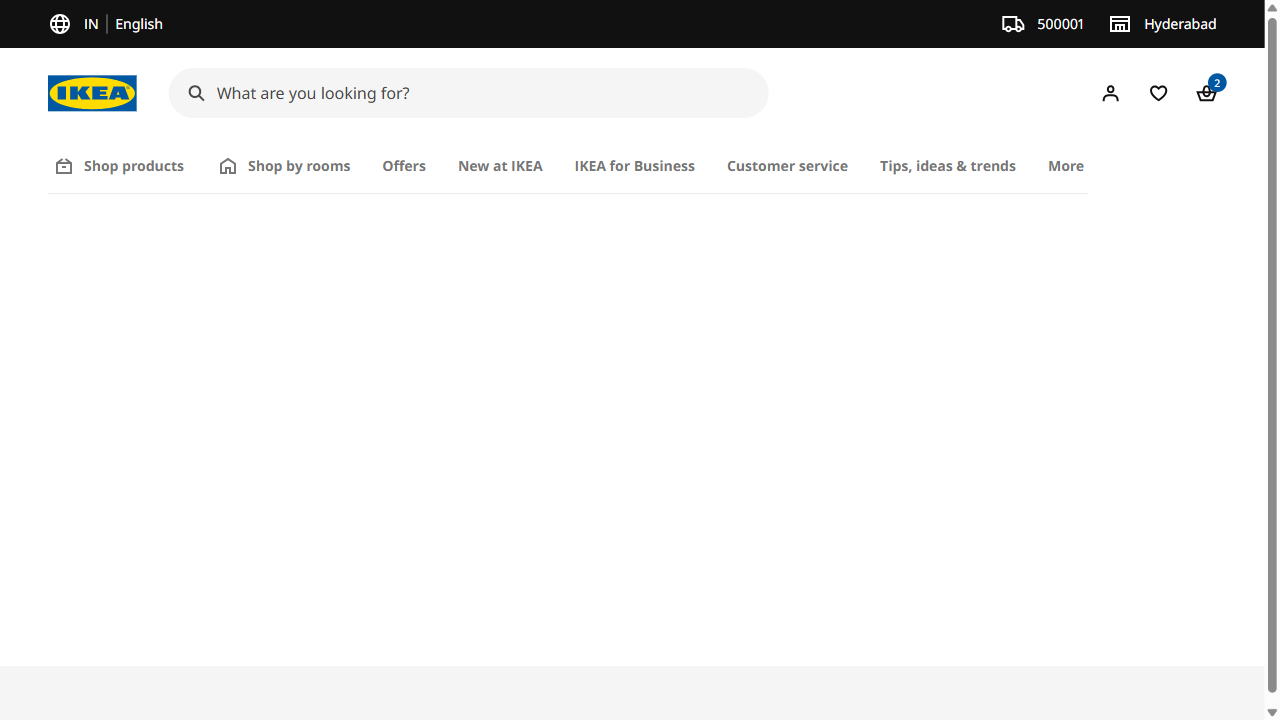 IN English 500001 Hyderabad
IKEA What are you looking for? 2
Shop products Shop by rooms Offers New at IKEA IKEA for Business Customer service Tips, ideas & trends More